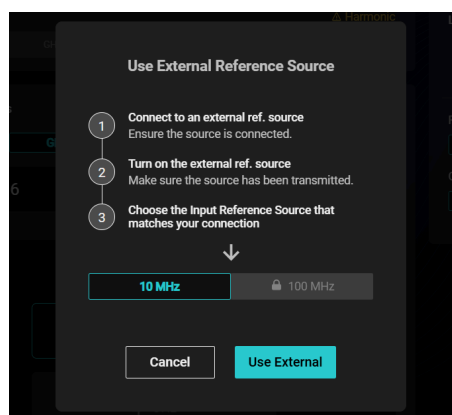 Harmonic
Use External Reference Source
1
Connect to an external ref. source
Ensure the source is connected.
2
Turn on the external ref. source
Make sure the source has been transmitted.
3
Choose the Input Reference Source that
matches your connection
10 MHz
100 MHz
Cancel
Use External